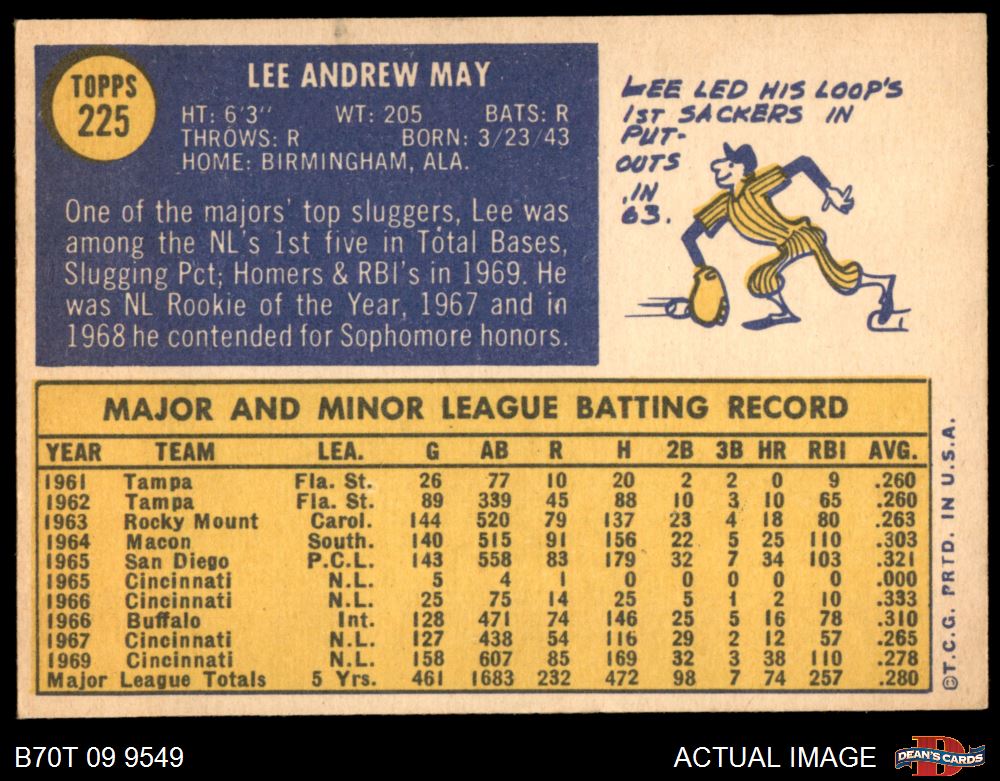 TOPPS
225
LEE ANDREW MAY
HT: 6'3" WT: 205 BATS: R
THROWS: R BORN: 3/23/43
HOME: BIRMINGHAM, ALA.
One of the majors' top sluggers, Lee was
among the NL's 1st five in Total Bases,
Slugging Pct; Homers & RBI's in 1969. He
was NL Rookie of the Year, 1967 and in
1968 he contended for Sophomore honors.
LEE LED HIS LOOP'S
1ST SACKERS IN
PUT-
OUTS
IN
63.
MAJOR AND MINOR LEAGUE BATTING RECORD
YEAR TEAM LEA. G AB R H 2B 3B HR RBI AVG.
1961 Tampa Fla. St. 26 77 10 20 2 2 0 9 .260
1962 Tampa Fla. St. 89 339 45 88 10 3 10 65 .260
1963 Rocky Mount Carol. 144 520 79 137 23 4 18 80 .263
1964 Macon South. 140 515 91 156 22 5 25 110 .303
1965 San Diego P.C.L. 143 558 83 179 32 7 34 103 .321
1965 Cincinnati N.L. 5 4 1 0 0 0 0 0 .000
1966 Cincinnati N.L. 25 75 14 25 5 1 2 10 .333
1966 Buffalo Int. 128 471 74 146 25 5 16 78 .310
1967 Cincinnati N.L. 127 438 54 116 29 2 12 57 .265
1969 Cincinnati N.L. 158 607 85 169 32 3 38 110 .278
Major League Totals 5 Yrs. 461 1683 232 472 98 7 74 257 .280
©T.C.G. PRTD. IN U.S.A.
B70T 09 9549
ACTUAL IMAGE
D
DEAN'S CARDS